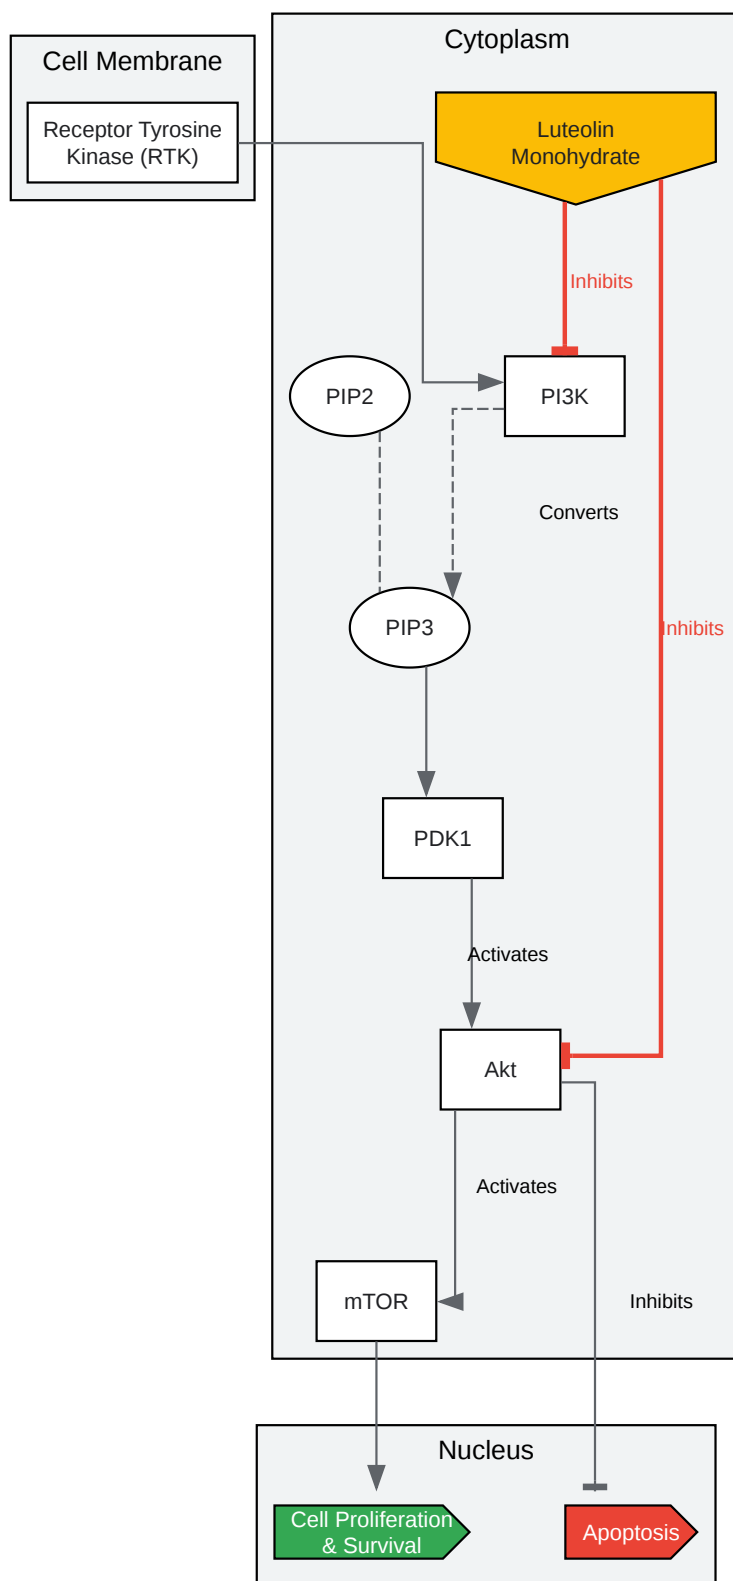 Cytoplasm
Cell Membrane
Receptor Tyrosine
Kinase (RTK)
Luteolin
Monohydrate
Inhibits
PIP2
PI3K
Converts
PIP3
Inhibits
PDK1
Activates
Akt
Activates
mTOR
Inhibits
Nucleus
Cell Proliferation
& Survival
Apoptosis